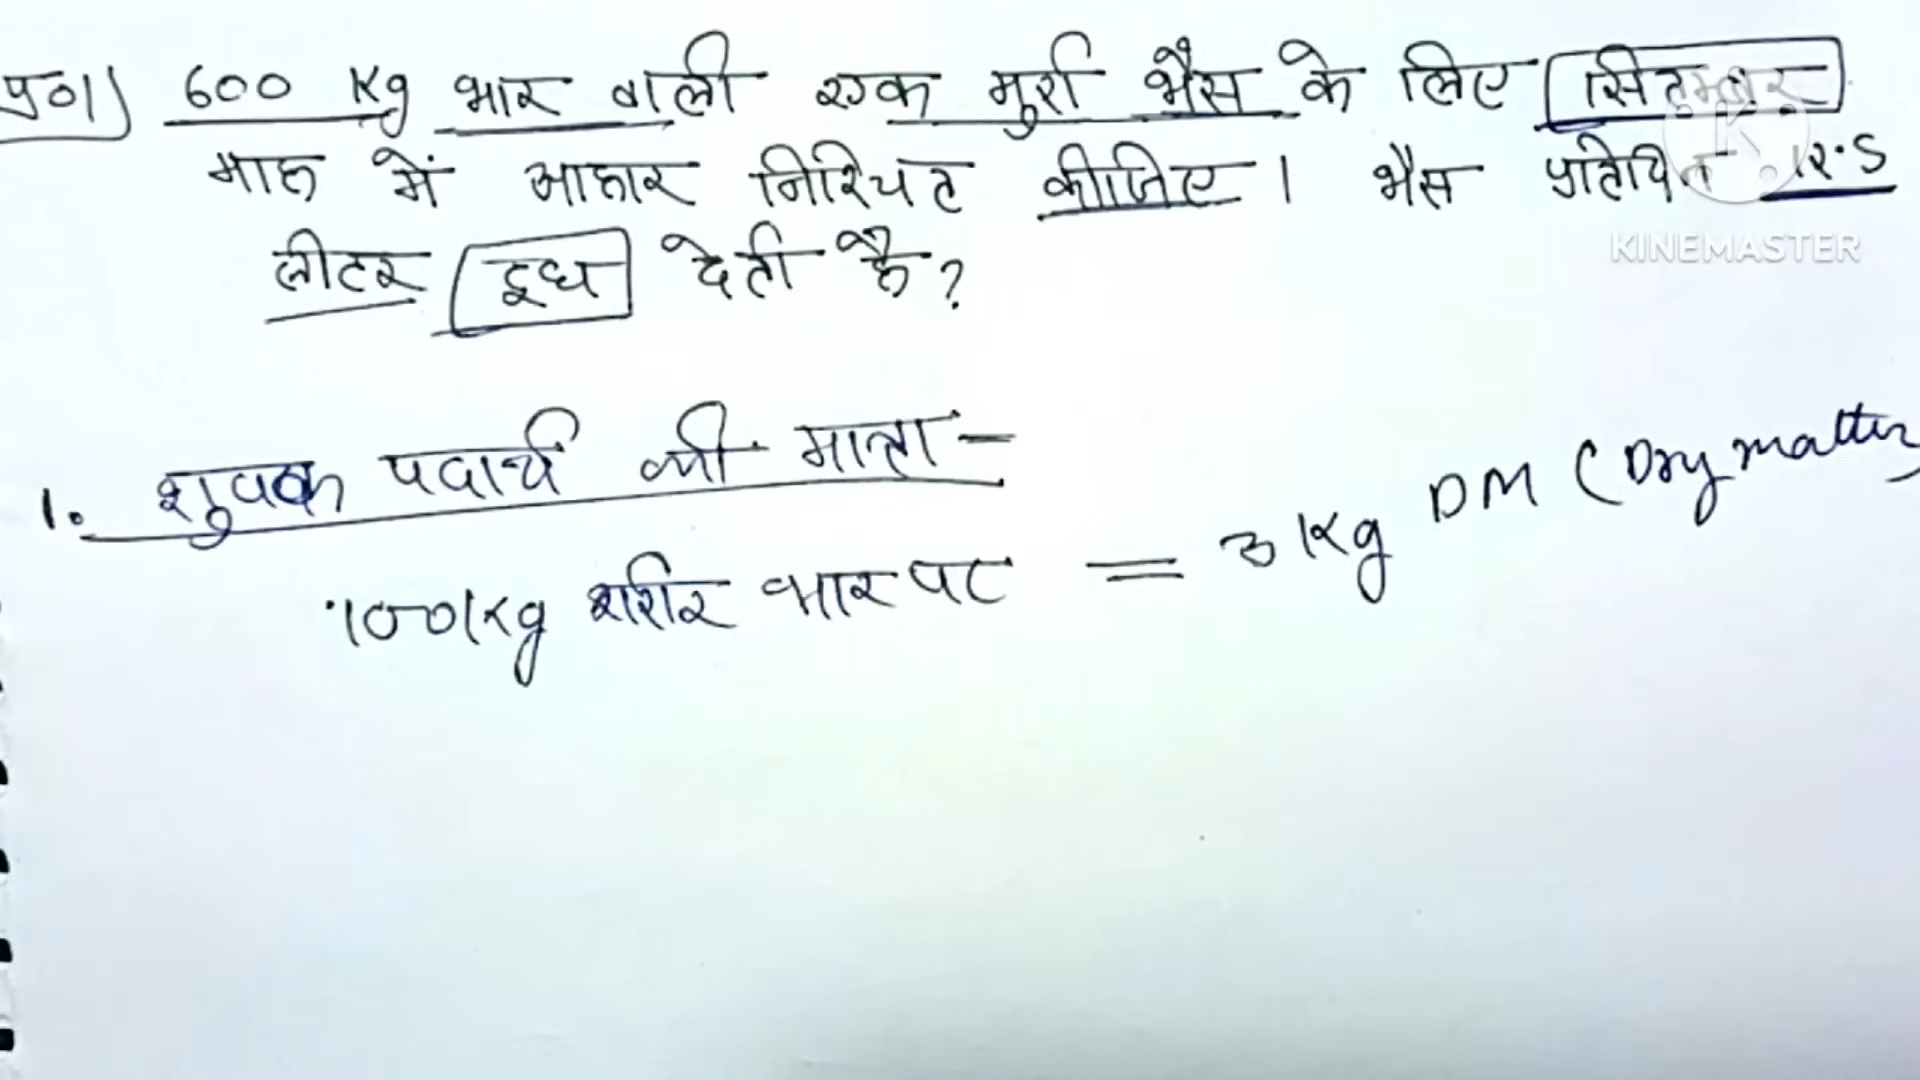 प्र०1) 600 Kg भार वाली एक मुर्रा भैंस के लिए सितम्बर
माह में आहार निश्चित कीजिए। भैंस प्रतिदिन 12.5
KINEMASTER
लीटर दूध देती है?
1. शुष्क पदार्थ की मात्रा -
100 Kg शरीर भार पर = 3 Kg DM (Dry matter